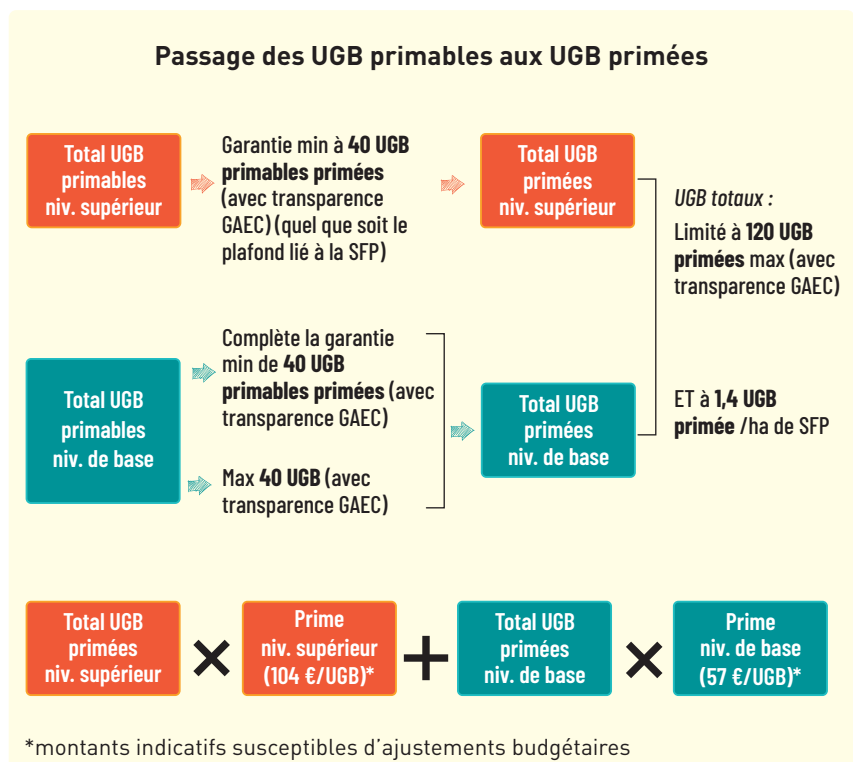 Passage des UGB primables aux UGB primées
Total UGB
primables
niv. supérieur
Garantie min à 40 UGB
primables primées
(avec transparence
GAEC) (quel que soit le
plafond lié à la SFP)
Total UGB
primées
niv. supérieur
UGB totaux :
Limité à 120 UGB
primées max (avec
transparence GAEC)
Total UGB
primables
niv. de base
Complète la garantie
min de 40 UGB
primables primées (avec
transparence GAEC)
Max 40 UGB (avec
transparence GAEC)
Total UGB
primées
niv. de base
ET à 1,4 UGB
primée /ha de SFP
Total UGB
primées
niv. supérieur
×
Prime
niv. supérieur
(104 €/UGB)*
+
Total UGB
primées
niv. de base
×
Prime
niv. de base
(57 €/UGB)*
*montants indicatifs susceptibles d'ajustements budgétaires